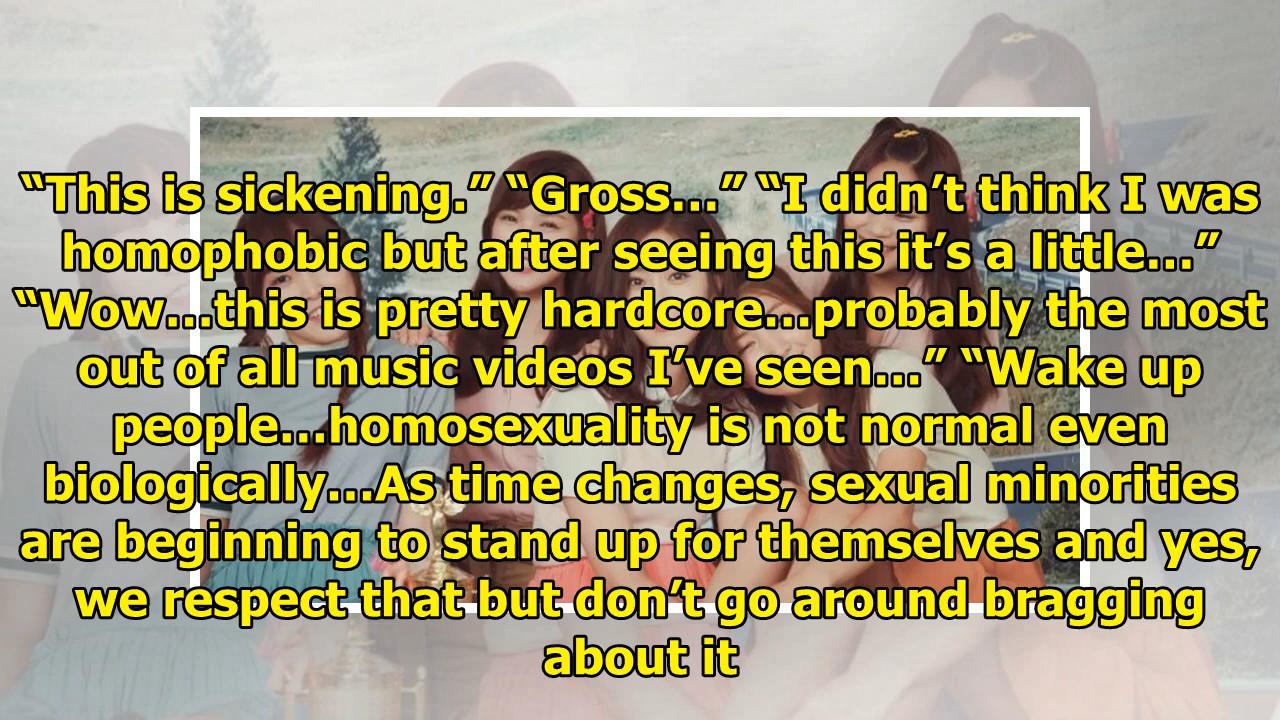 “This is sickening.” “Gross…” “I didn’t think I was
homophobic but after seeing this it’s a little…”
“Wow…this is pretty hardcore…probably the most
out of all music videos I’ve seen…” “Wake up
people…homosexuality is not normal even
biologically…As time changes, sexual minorities
are beginning to stand up for themselves and yes,
we respect that but don’t go around bragging
about it